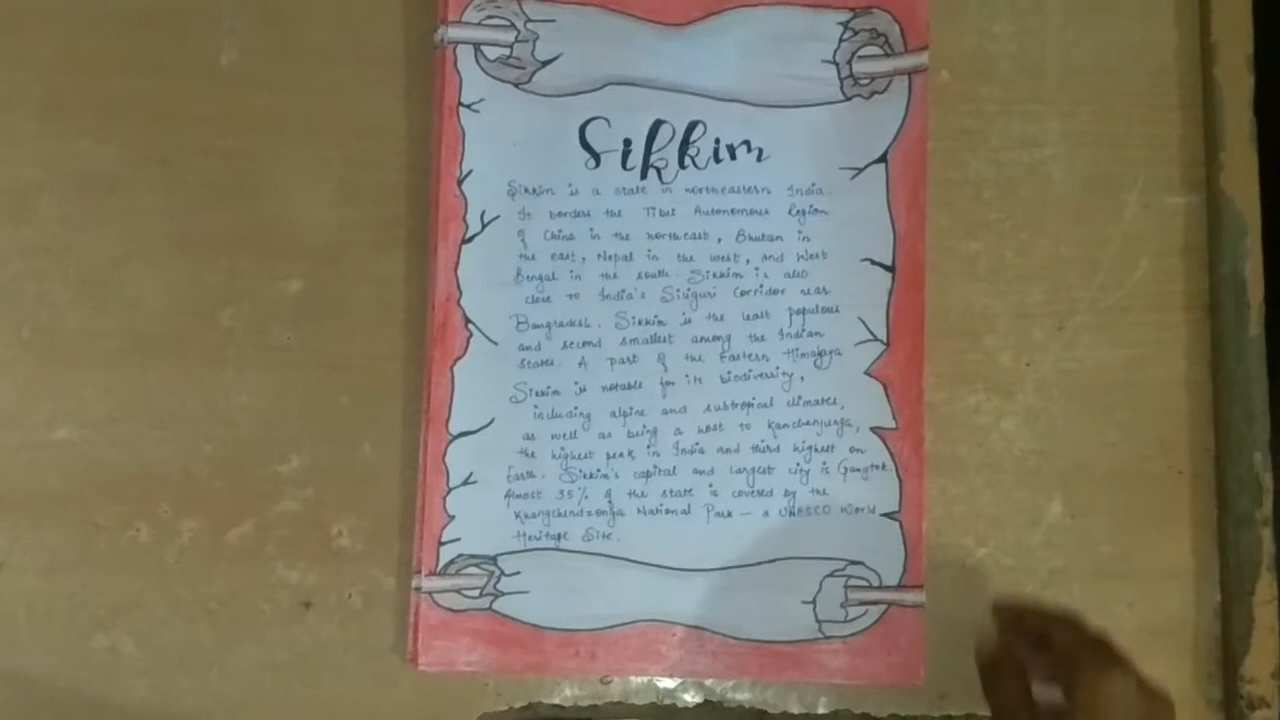 Sikkim
Sikkim is a state in northeastern India.
It borders the Tibet Autonomous Region
of China in the northeast, Bhutan in
the east, Nepal in the west, and West
Bengal in the south. Sikkim is also
close to India's Siliguri Corridor near
Bangladesh. Sikkim is the least populous
and second smallest among the Indian
States. A part of the Eastern Himalaya
Sikkim is notable for its biodiversity,
including alpine and subtropical climates,
as well as being a host to Kanchenjunga,
the highest peak in India and third highest on
Earth. Sikkim's capital and largest city is Gangtok.
Almost 35% of the state is covered by the
Khangchendzonga National Park — a UNESCO World
Heritage Site.